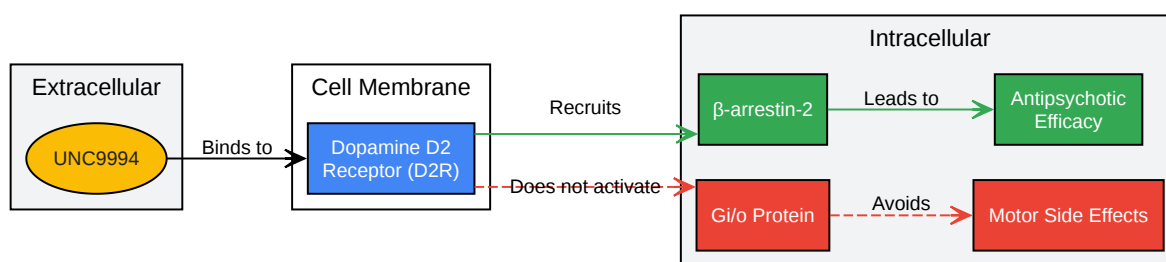 Extracellular
UNC9994
Binds to
Cell Membrane
Dopamine D2
Receptor (D2R)
Recruits
Does not activate
Intracellular
β-arrestin-2
Leads to
Antipsychotic
Efficacy
Gi/o Protein
Avoids
Motor Side Effects